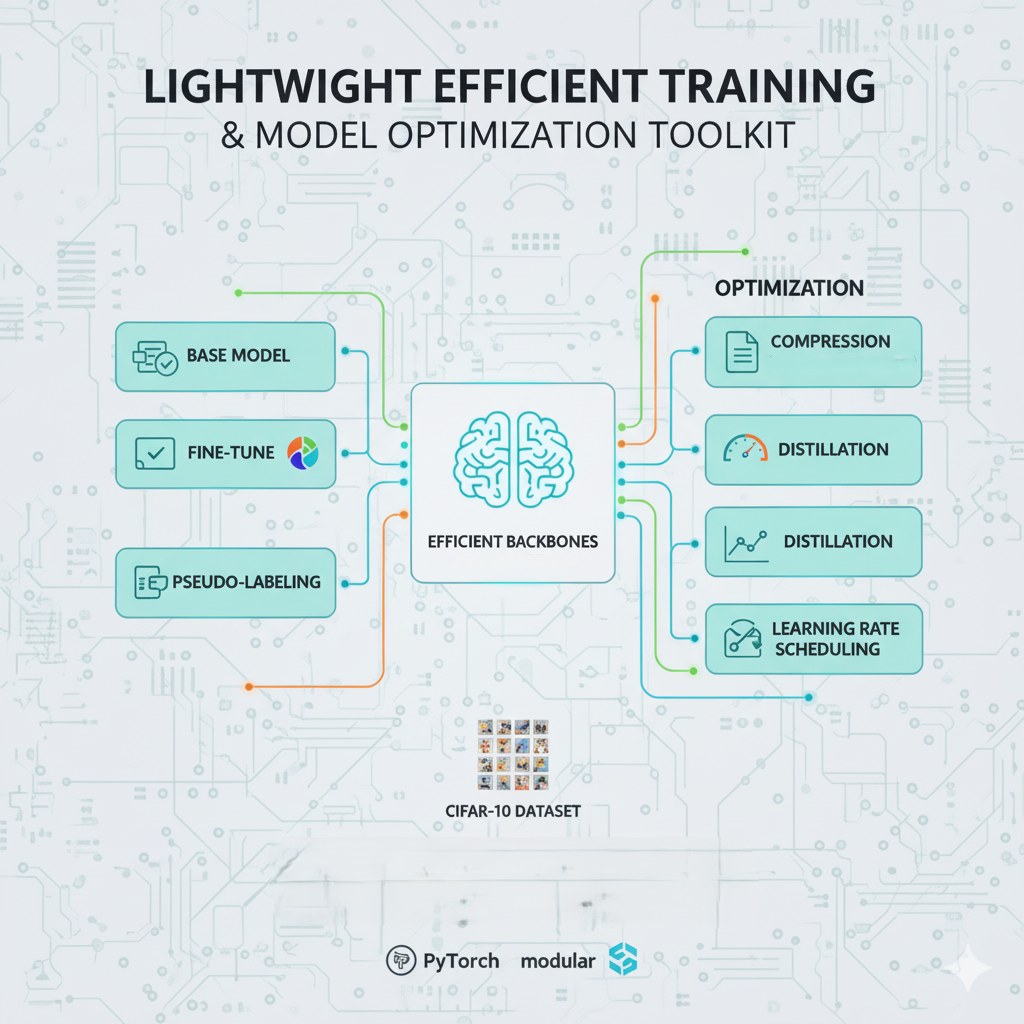 LIGHTWIGHT EFFICIENT TRAINING
& MODEL OPTIMIZATION TOOLKIT
BASE MODEL
FINE-TUNE
PSEUDO-LABELING
EFFICIENT BACKBONES
OPTIMIZATION
COMPRESSION
DISTILLATION
DISTILLATION
LEARNING RATE
SCHEDULING
CIFAR-10 DATASET
PyTorch
modular